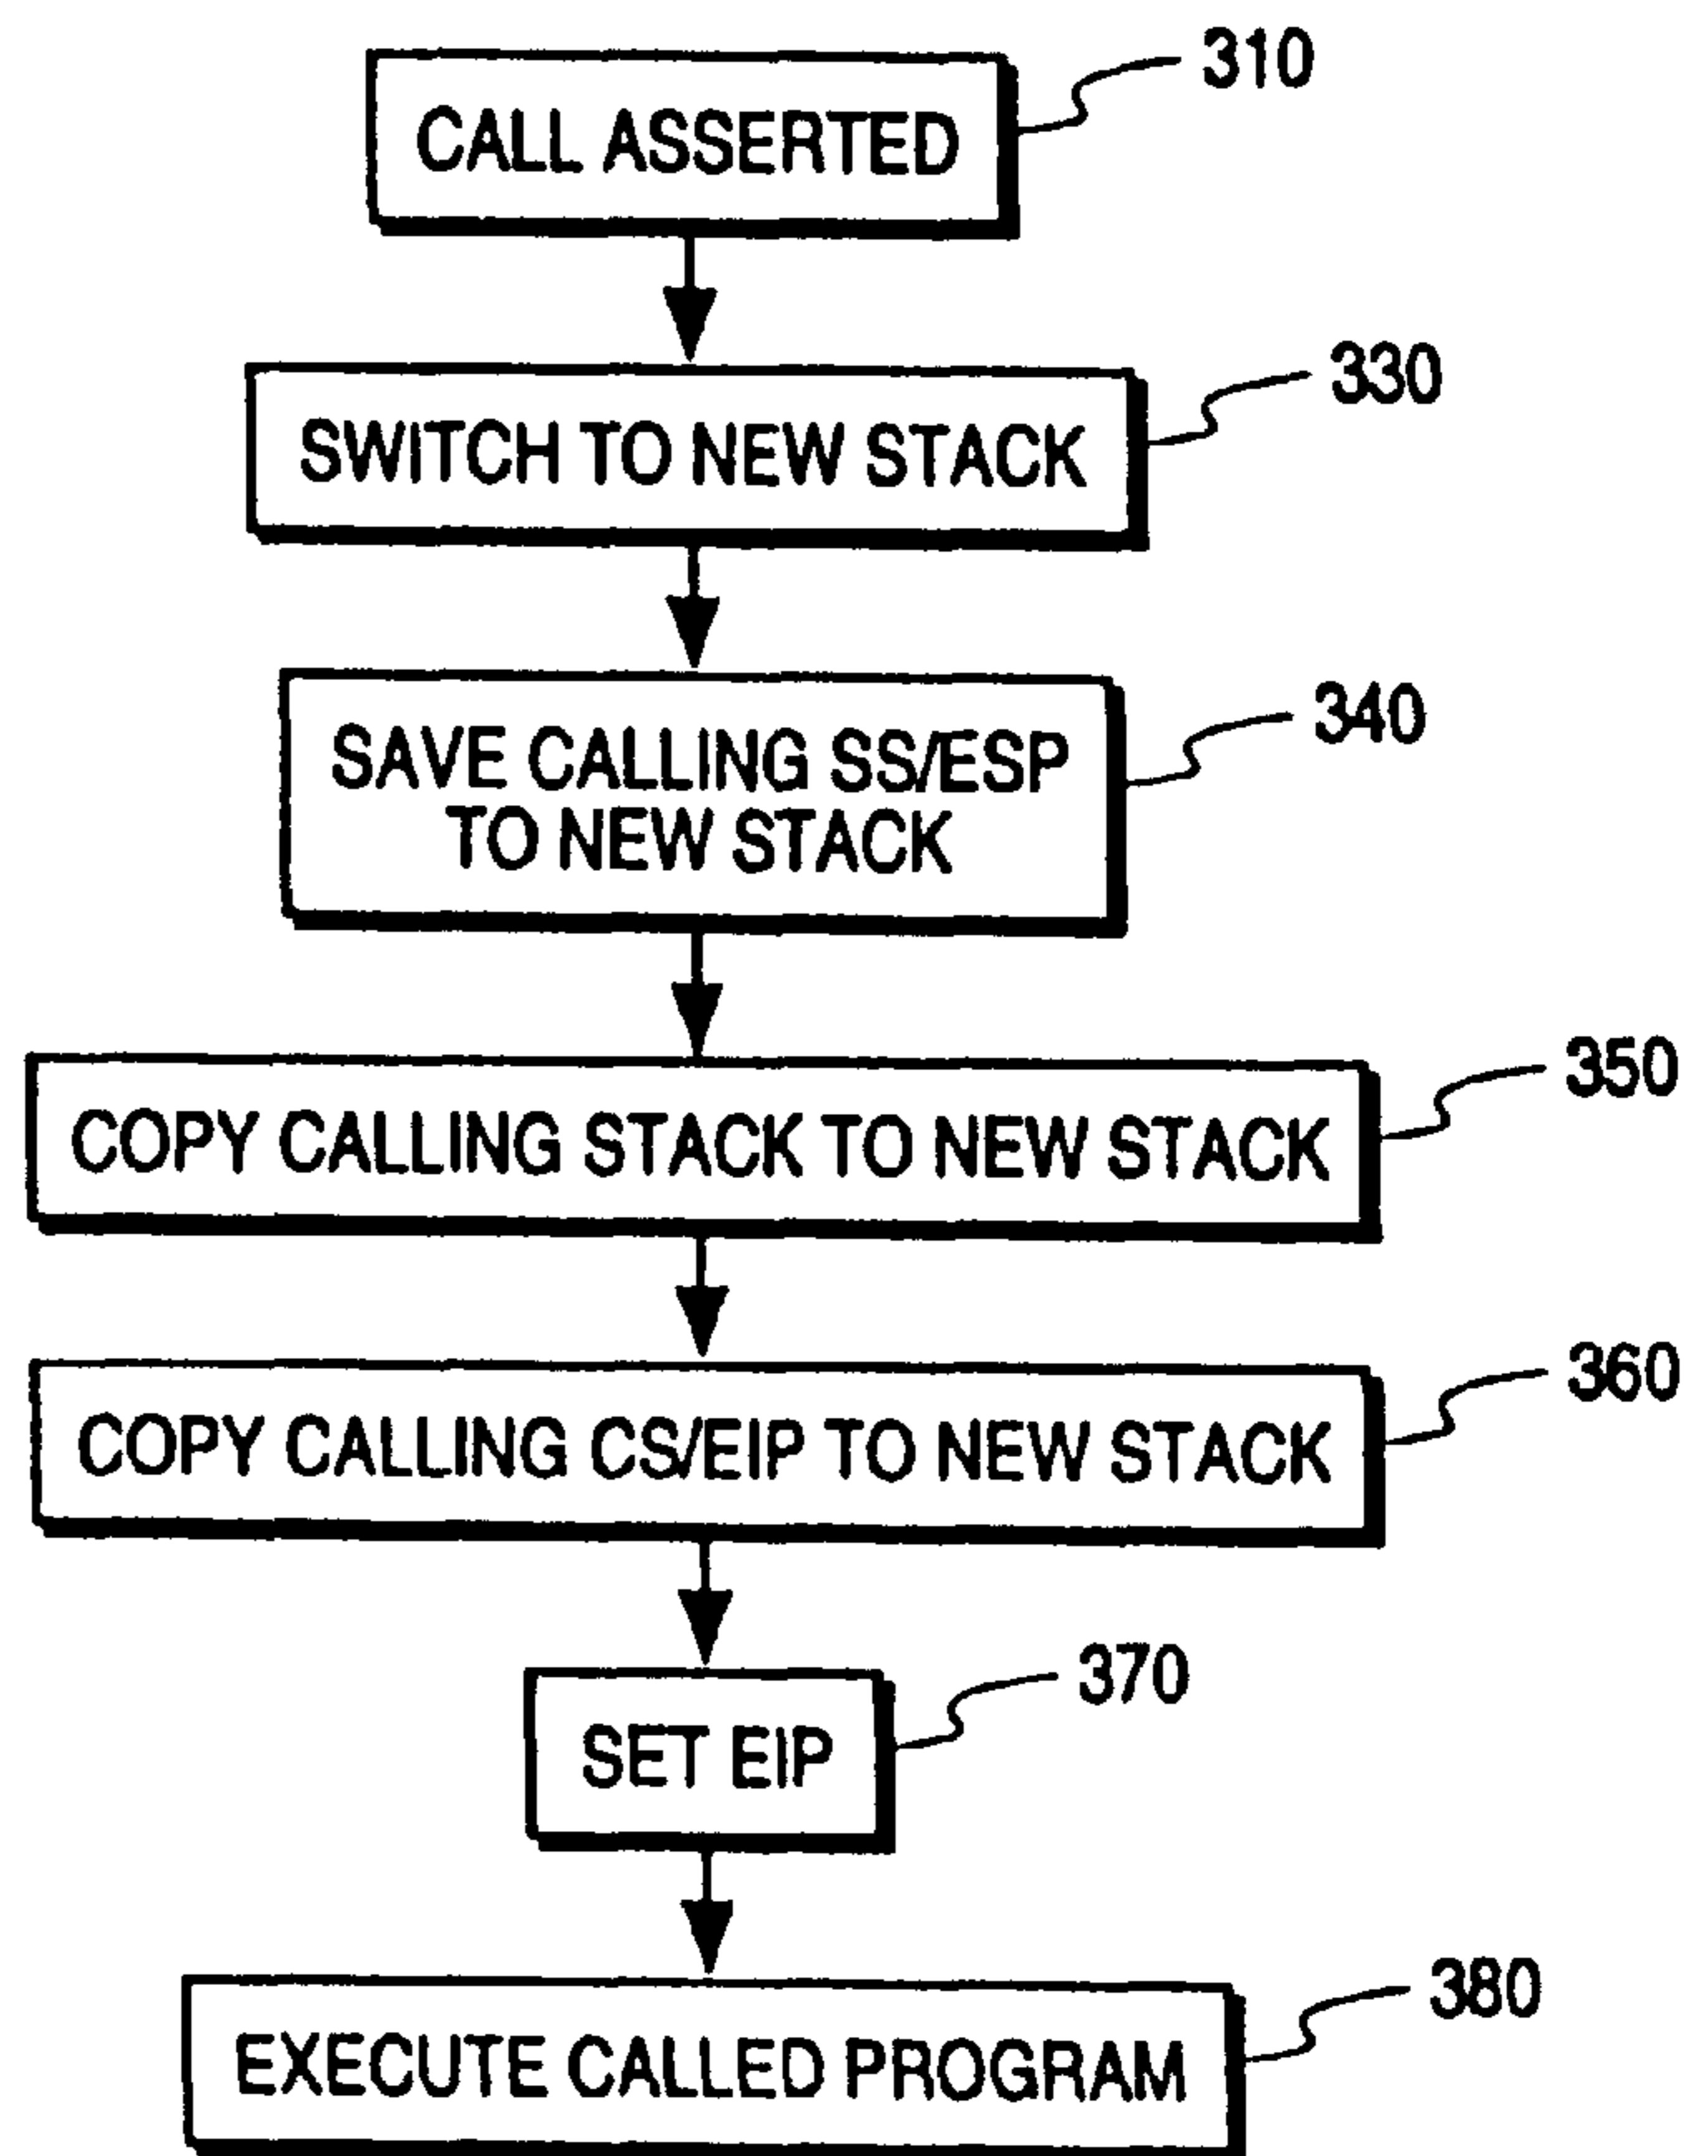 310
CALL ASSERTED
330
SWITCH TO NEW STACK
340
SAVE CALLING SS/ESP
TO NEW STACK
350
COPY CALLING STACK TO NEW STACK
360
COPY CALLING CS/EIP TO NEW STACK
370
SET EIP
380
EXECUTE CALLED PROGRAM